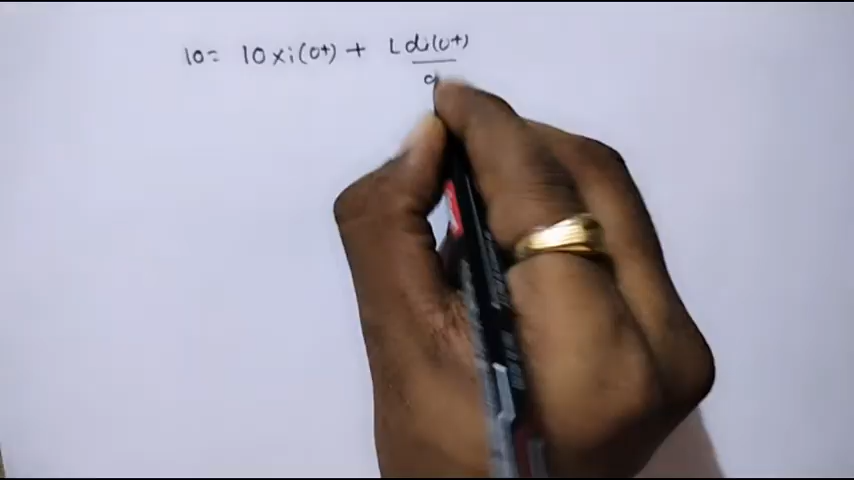 10 = 10 x i(0+) + L di(0+)
d